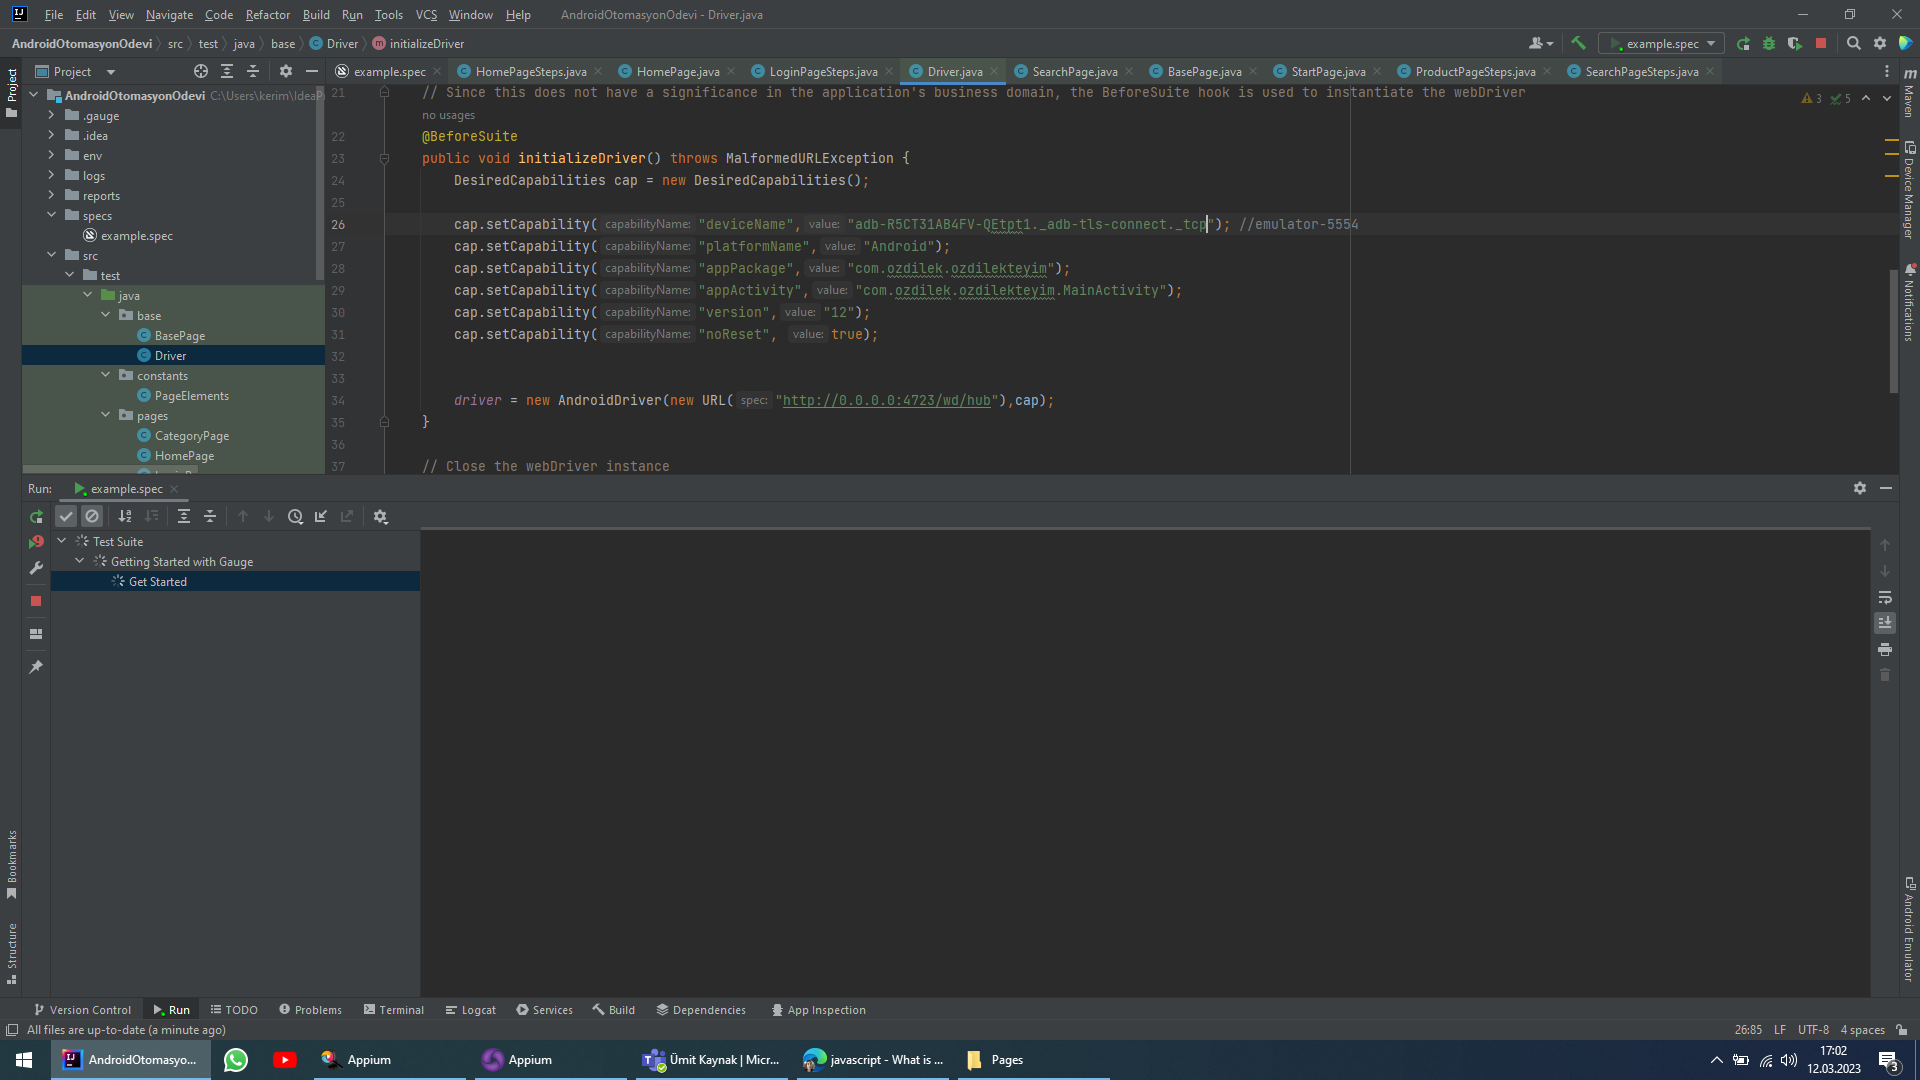 File Edit View Navigate Code Refactor Build Run Tools VCS Window Help AndroidOtomasyonOdevi - Driver.java
AndroidOtomasyonOdevi src test java base Driver initializeDriver
example.spec
Project
example.spec HomePageSteps.java HomePage.java LoginPageSteps.java Driver.java SearchPage.java BasePage.java StartPage.java ProductPageSteps.java SearchPageSteps.java
Project
AndroidOtomasyonOdevi C:\Users\kerim\IdeaP
.gauge
.idea
env
logs
reports
specs
example.spec
src
test
java
base
BasePage
Driver
constants
PageElements
pages
CategoryPage
HomePage
21 // Since this does not have a significance in the application's business domain, the BeforeSuite hook is used to instantiate the webDriver
3 5
no usages
22 @BeforeSuite
23 public void initializeDriver() throws MalformedURLException {
24 DesiredCapabilities cap = new DesiredCapabilities();
25
26 cap.setCapability( capabilityName: "deviceName", value: "adb-R5CT31AB4FV-QEtpt1._adb-tls-connect._tcp"); //emulator-5554
27 cap.setCapability( capabilityName: "platformName", value: "Android");
28 cap.setCapability( capabilityName: "appPackage", value: "com.ozdilek.ozdilekteyim");
29 cap.setCapability( capabilityName: "appActivity", value: "com.ozdilek.ozdilekteyim.MainActivity");
30 cap.setCapability( capabilityName: "version", value: "12");
31 cap.setCapability( capabilityName: "noReset", value: true);
32
33
34 driver = new AndroidDriver(new URL( spec: "http://0.0.0.0:4723/wd/hub"),cap);
35 }
36
37 // Close the webDriver instance
Maven
Device Manager
Notifications
Android Emulator
Run: example.spec
Test Suite
Getting Started with Gauge
Get Started
Bookmarks
Structure
Version Control Run TODO Problems Terminal Logcat Services Build Dependencies App Inspection
All files are up-to-date (a minute ago) 26:85 LF UTF-8 4 spaces
AndroidOtomasyo... Appium Appium Ümit Kaynak | Micr... javascript - What is ... Pages
17:02
12.03.2023
3